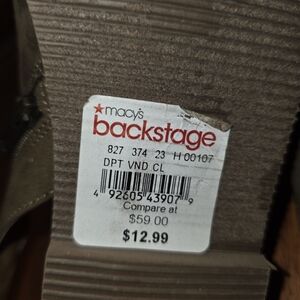 ★macy's
backstage
827 374 23 H 00107
DPT VND CL
4 92605 43907 9
Compare at
$59.00
$12.99